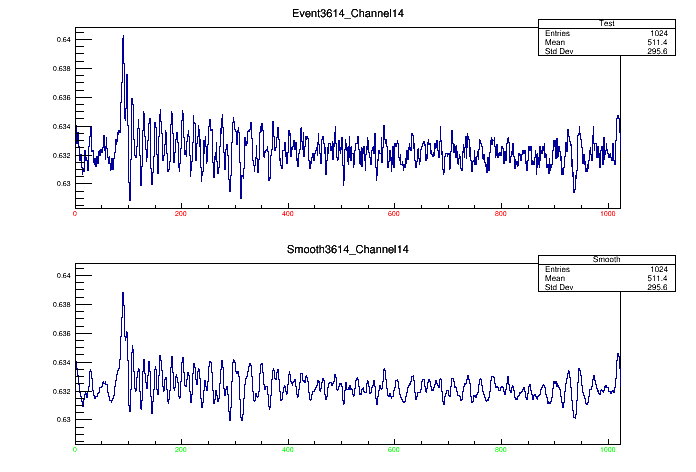 Event3614_Channel14
Test
Entries 1024
Mean 511.4
Std Dev 295.6
0.64
0.638
0.636
0.634
0.632
0.63
0 200 400 600 800 1000
Smooth3614_Channel14
Smooth
Entries 1024
Mean 511.4
Std Dev 295.6
0.64
0.638
0.636
0.634
0.632
0.63
0 200 400 600 800 1000